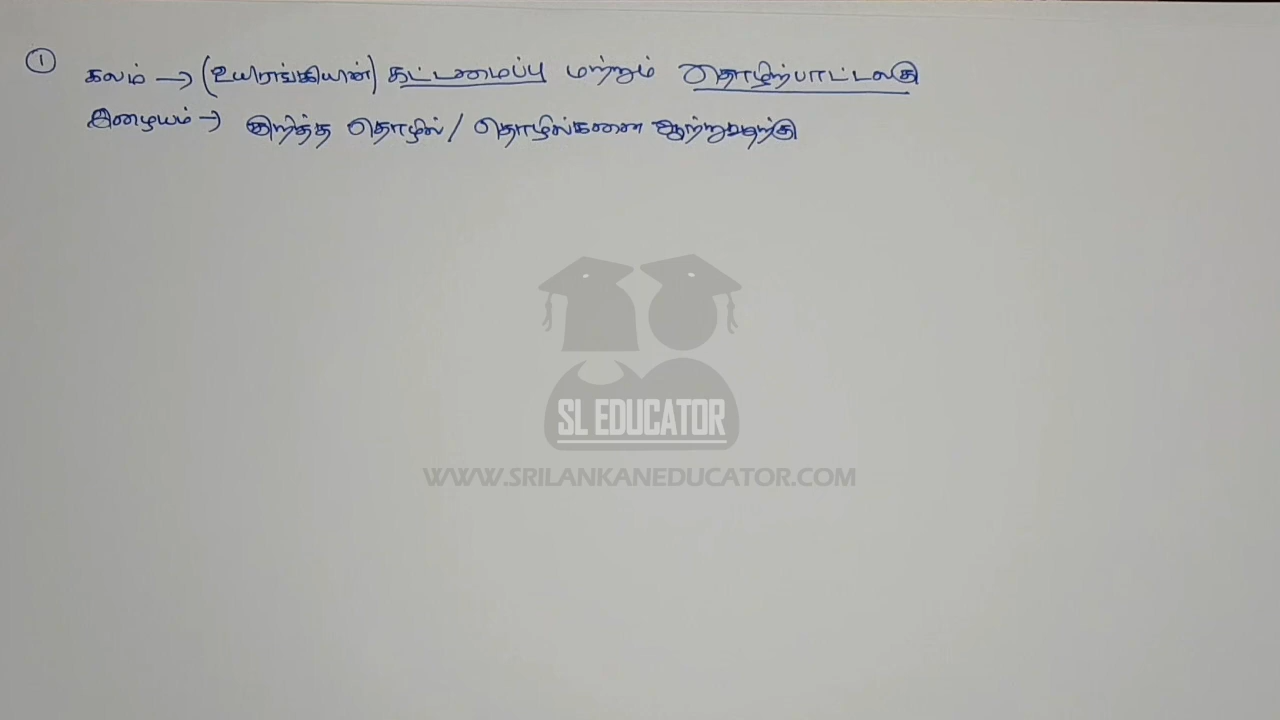 ①
கலம் → (உயிரங்கியின்) கட்டமைப்பு மற்றும் தொழிற்பாட்டலகு
இழையம் → குறித்த தொழில் / தொழில்களை ஆற்றுவதற்கு
SL EDUCATOR
WWW.SRILANKANEDUCATOR.COM